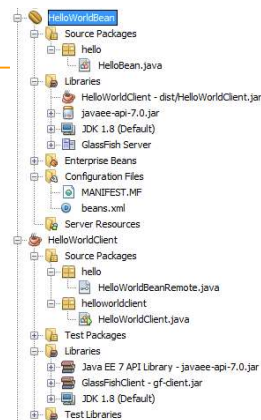 HelloWorldBean
Source Packages
hello
HelloBean.java
Libraries
HelloWorldClient - dist/HelloWorldClient.jar
javaee-api-7.0.jar
JDK 1.8 (Default)
GlassFish Server
Enterprise Beans
Configuration Files
MANIFEST.MF
beans.xml
Server Resources
HelloWorldClient
Source Packages
hello
HelloWorldBeanRemote.java
helloworldclient
HelloWorldClient.java
Test Packages
Libraries
Java EE 7 API Library - javaee-api-7.0.jar
GlassFishClient - gf-client.jar
JDK 1.8 (Default)
Test Libraries